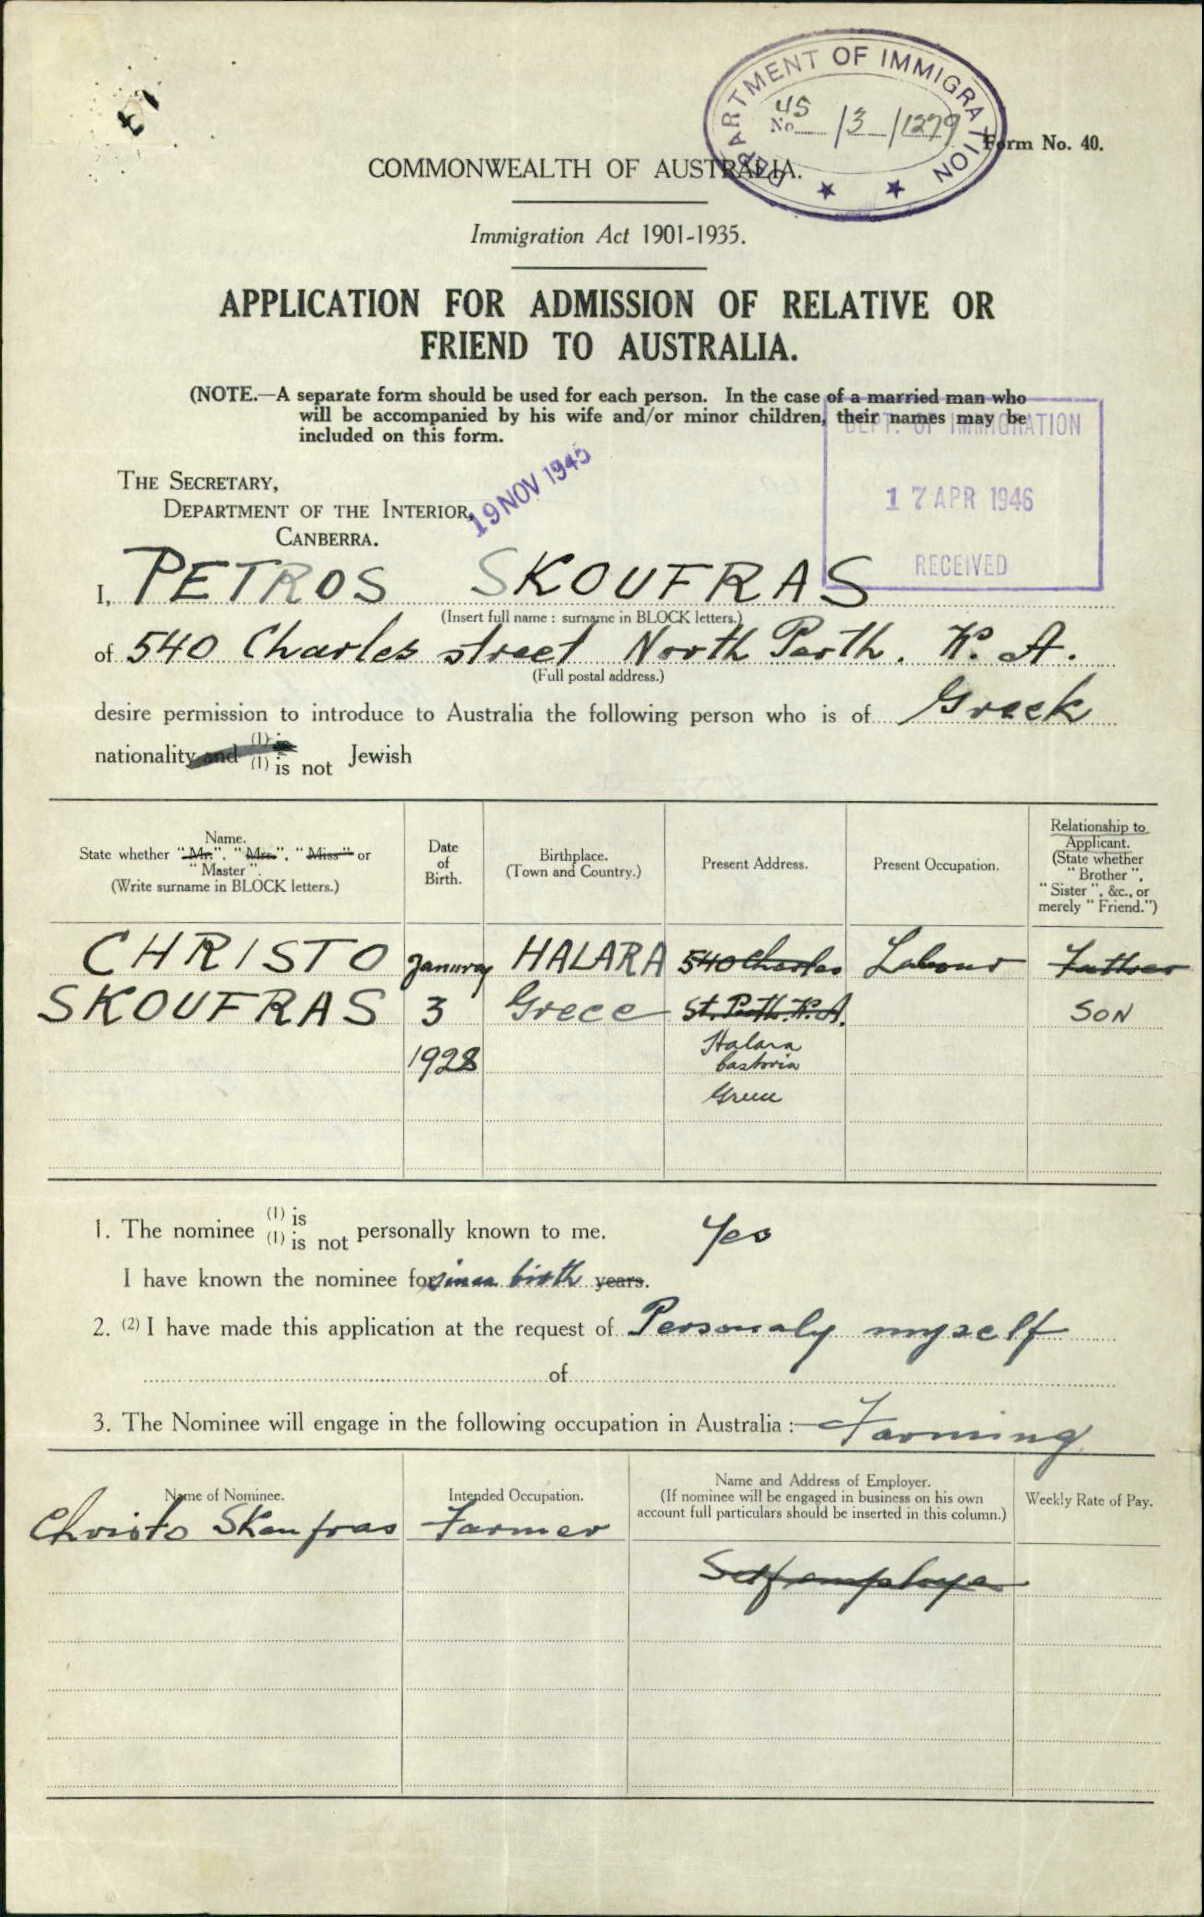 DEPARTMENT OF IMMIGRATION
No 45 /3 /1279
Form No. 40.
COMMONWEALTH OF AUSTRALIA.
Immigration Act 1901-1935.
APPLICATION FOR ADMISSION OF RELATIVE OR
FRIEND TO AUSTRALIA.
(NOTE.—A separate form should be used for each person. In the case of a married man who
will be accompanied by his wife and/or minor children, their names may be
included on this form.
DEPT. OF IMMIGRATION
17 APR 1946
RECEIVED
THE SECRETARY,
DEPARTMENT OF THE INTERIOR,
CANBERRA.
19 NOV 1945
I, PETROS SKOUFRAS
(Insert full name : surname in BLOCK letters.)
of 540 Charles street North Perth. W. A.
(Full postal address.)
desire permission to introduce to Australia the following person who is of Greek
nationality and (1) is
(1) is not Jewish
Name.
State whether "Mr.", "Mrs.", "Miss" or
"Master".
(Write surname in BLOCK letters.)
Date
of
Birth.
Birthplace.
(Town and Country.)
Present Address.
Present Occupation.
Relationship to
Applicant.
(State whether
"Brother",
"Sister", &c., or
merely "Friend.")
CHRISTO January HALARA 540 Charles Labour Father
SKOUFRAS 3 Grece St. Perth. W. A. SON
1928 Halara
Castoria
Greece
1. The nominee (1) is
(1) is not personally known to me. Yes
I have known the nominee for since birth years.
2. (2) I have made this application at the request of Personaly myself
of
3. The Nominee will engage in the following occupation in Australia :— Farming
Name of Nominee.
Intended Occupation.
Name and Address of Employer.
(If nominee will be engaged in business on his own
account full particulars should be inserted in this column.)
Weekly Rate of Pay.
Christo Skoufras Farmer
Self employe